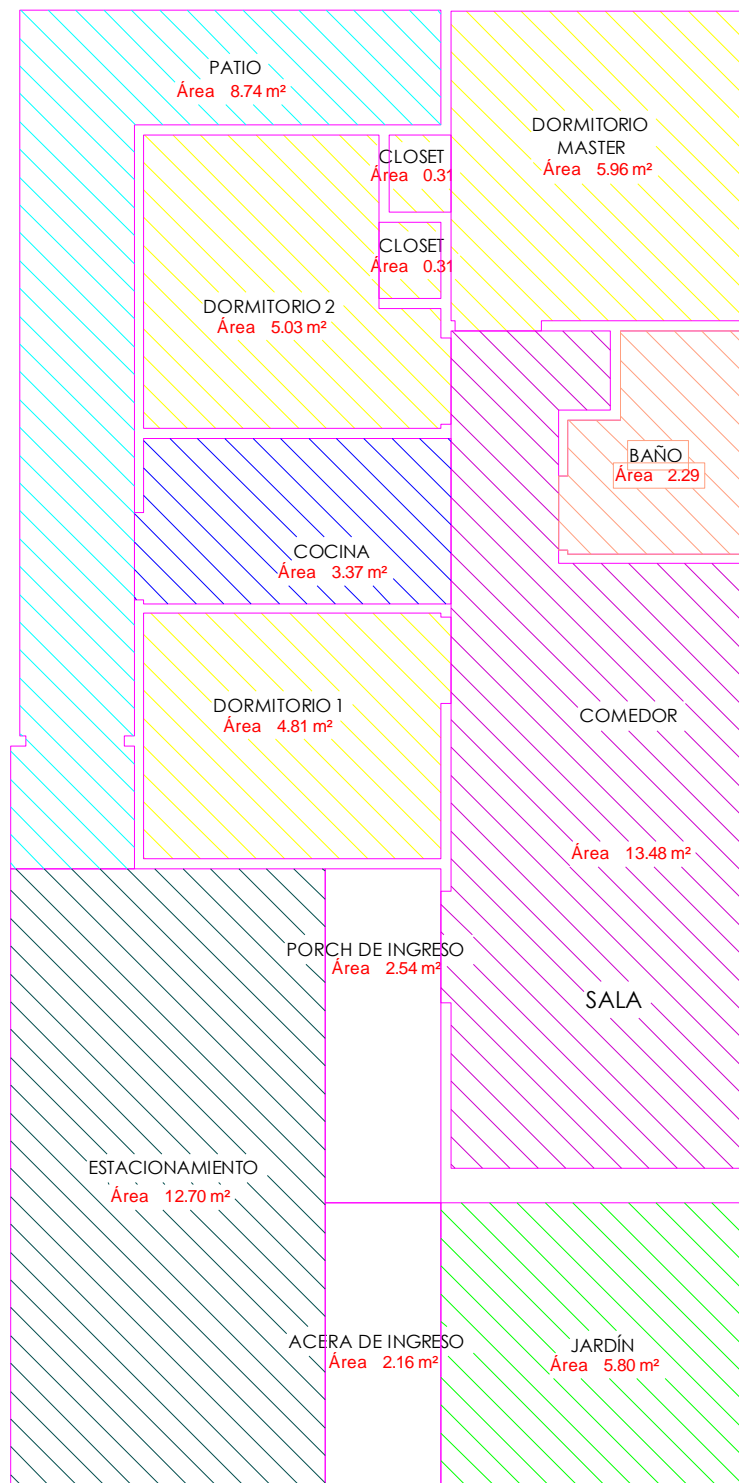 PATIO
Área 8.74 m²
DORMITORIO
MASTER
Área 5.96 m²
CLOSET
Área 0.31
CLOSET
Área 0.31
DORMITORIO 2
Área 5.03 m²
BAÑO
Área 2.29
COCINA
Área 3.37 m²
DORMITORIO 1
Área 4.81 m²
COMEDOR
Área 13.48 m²
PORCH DE INGRESO
Área 2.54 m²
SALA
ESTACIONAMIENTO
Área 12.70 m²
ACERA DE INGRESO
Área 2.16 m²
JARDÍN
Área 5.80 m²